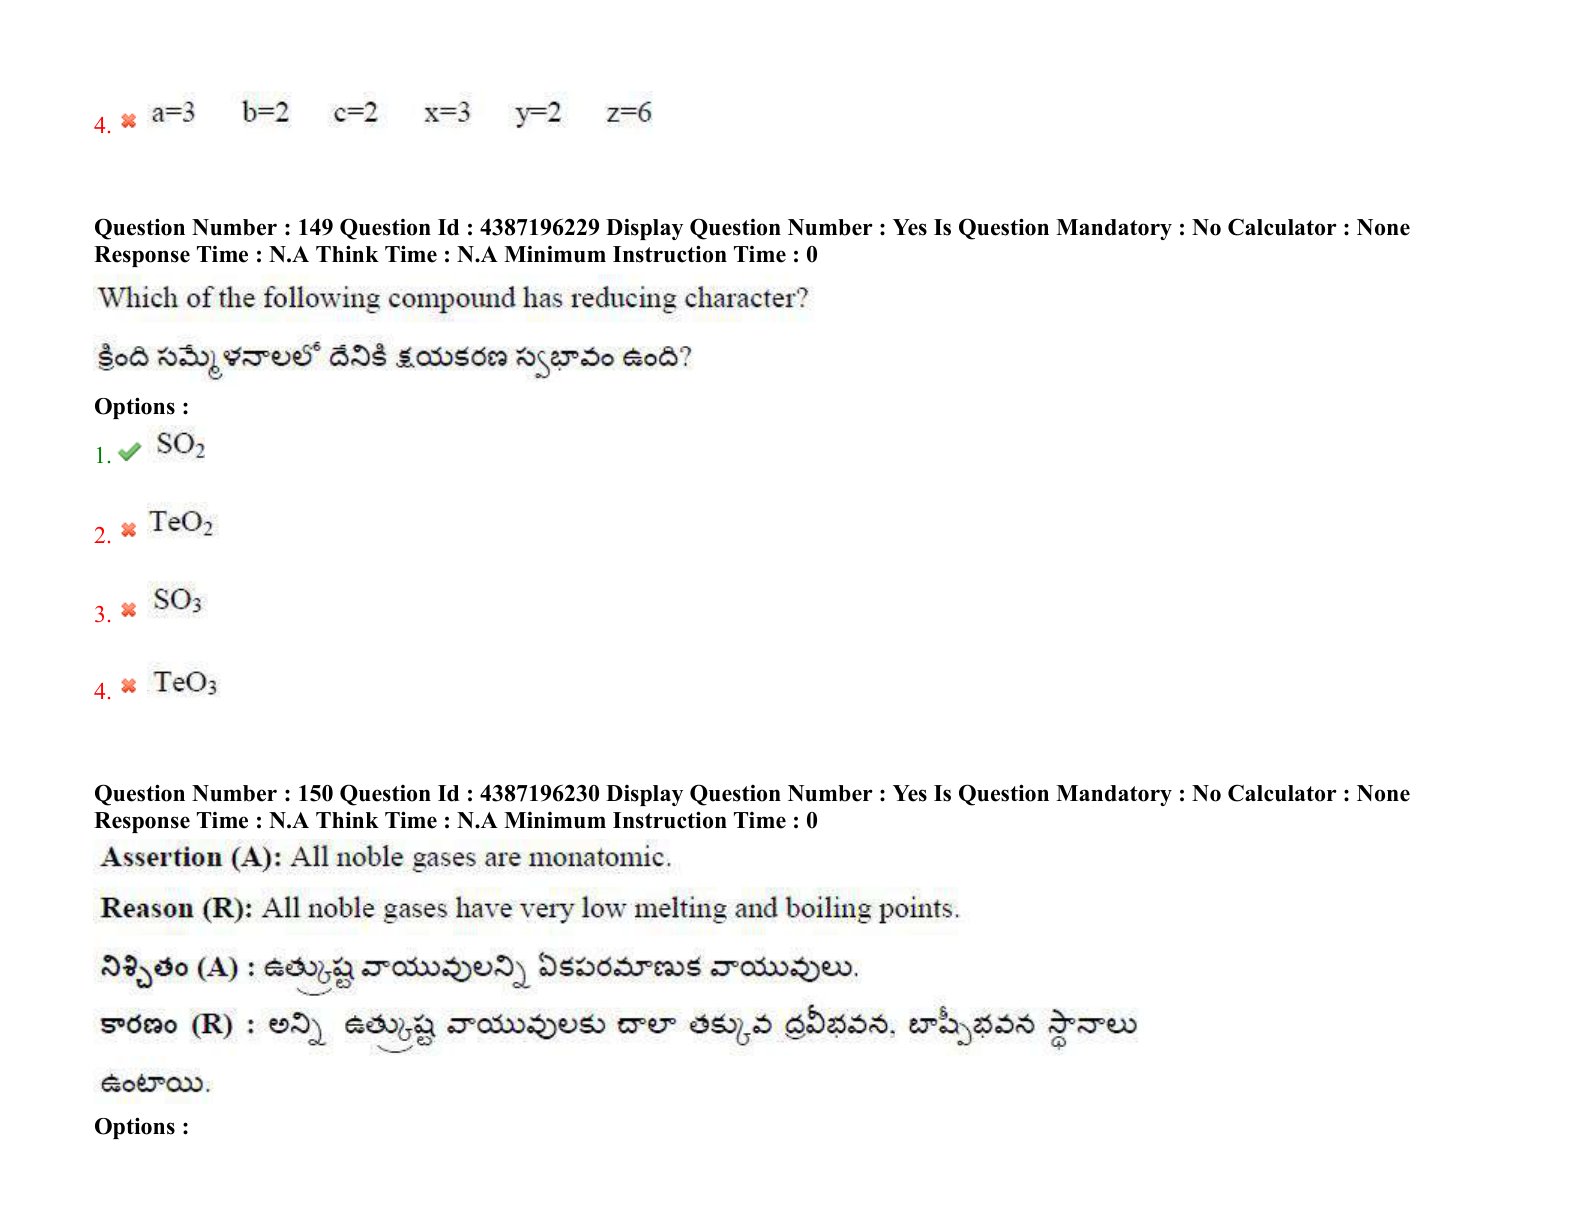 4. a=3 b=2 c=2 x=3 y=2 z=6
Question Number : 149 Question Id : 4387196229 Display Question Number : Yes Is Question Mandatory : No Calculator : None
Response Time : N.A Think Time : N.A Minimum Instruction Time : 0
Which of the following compound has reducing character?
క్రింది సమ్మేళనాలలో దేనికి క్షయకరణ స్వభావం ఉంది?
Options :
1. SO₂
2. TeO₂
3. SO₃
4. TeO₃
Question Number : 150 Question Id : 4387196230 Display Question Number : Yes Is Question Mandatory : No Calculator : None
Response Time : N.A Think Time : N.A Minimum Instruction Time : 0
Assertion (A): All noble gases are monatomic.
Reason (R): All noble gases have very low melting and boiling points.
నిశ్చితం (A) : ఉత్కృష్ట వాయువులన్ని ఏకపరమాణుక వాయువులు.
కారణం (R) : అన్ని ఉత్కృష్ట వాయువులకు చాలా తక్కువ ద్రవీభవన, బాష్పీభవన స్థానాలు
ఉంటాయి.
Options :